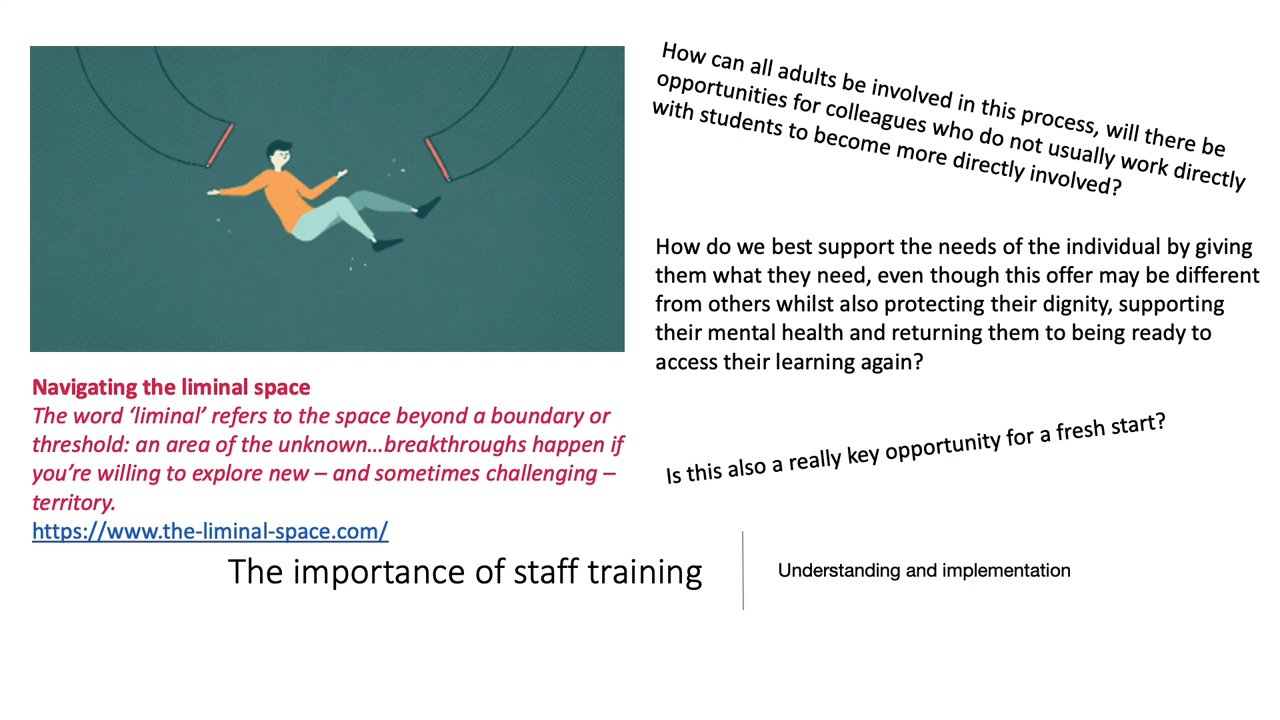 Navigating the liminal space
The word ‘liminal’ refers to the space beyond a boundary or
threshold: an area of the unknown…breakthroughs happen if
you’re willing to explore new – and sometimes challenging –
territory.
https://www.the-liminal-space.com/
How can all adults be involved in this process, will there be
opportunities for colleagues who do not usually work directly
with students to become more directly involved?
How do we best support the needs of the individual by giving
them what they need, even though this offer may be different
from others whilst also protecting their dignity, supporting
their mental health and returning them to being ready to
access their learning again?
Is this also a really key opportunity for a fresh start?
The importance of staff training
Understanding and implementation